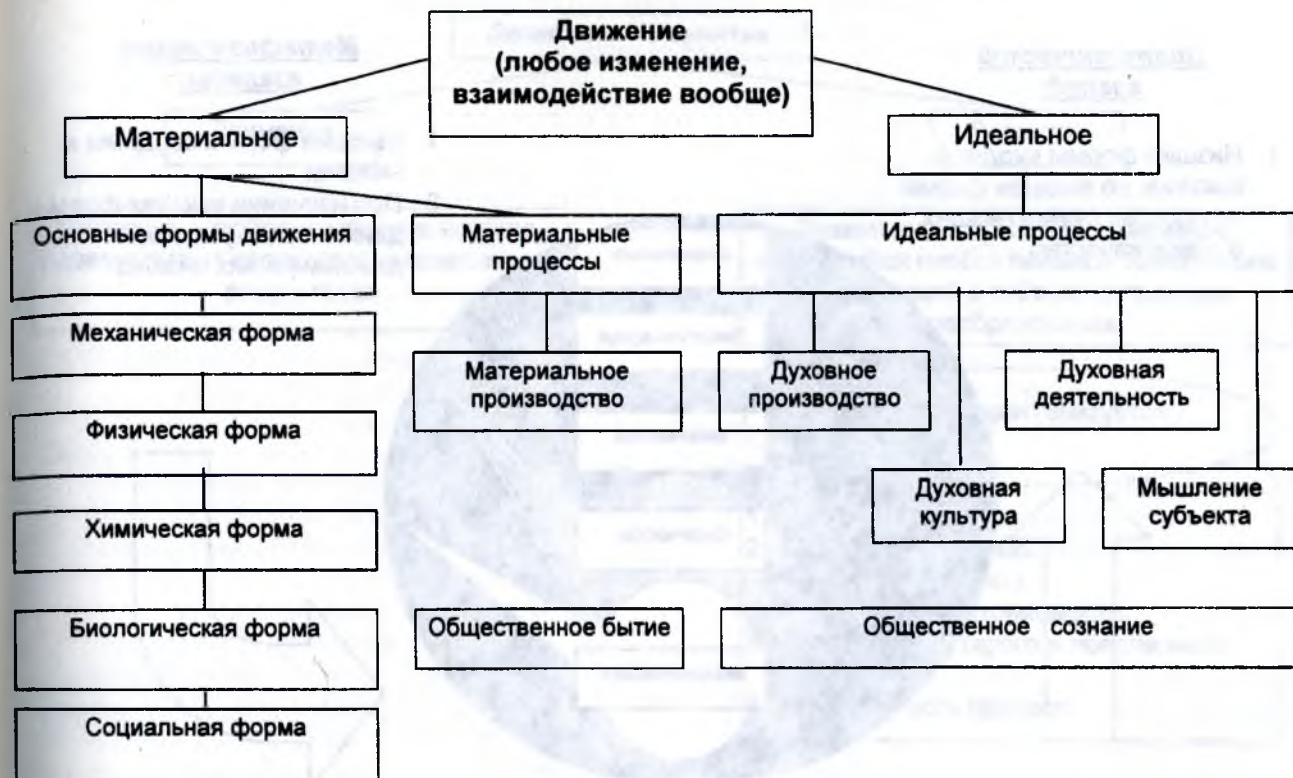 Движение
(любое изменение,
взаимодействие вообще)
Материальное
Идеальное
Основные формы движения
Материальные
процессы
Идеальные процессы
Механическая форма
Материальное
производство
Духовное
производство
Духовная
деятельность
Физическая форма
Духовная
культура
Мышление
субъекта
Химическая форма
Биологическая форма
Общественное бытие
Общественное сознание
Социальная форма